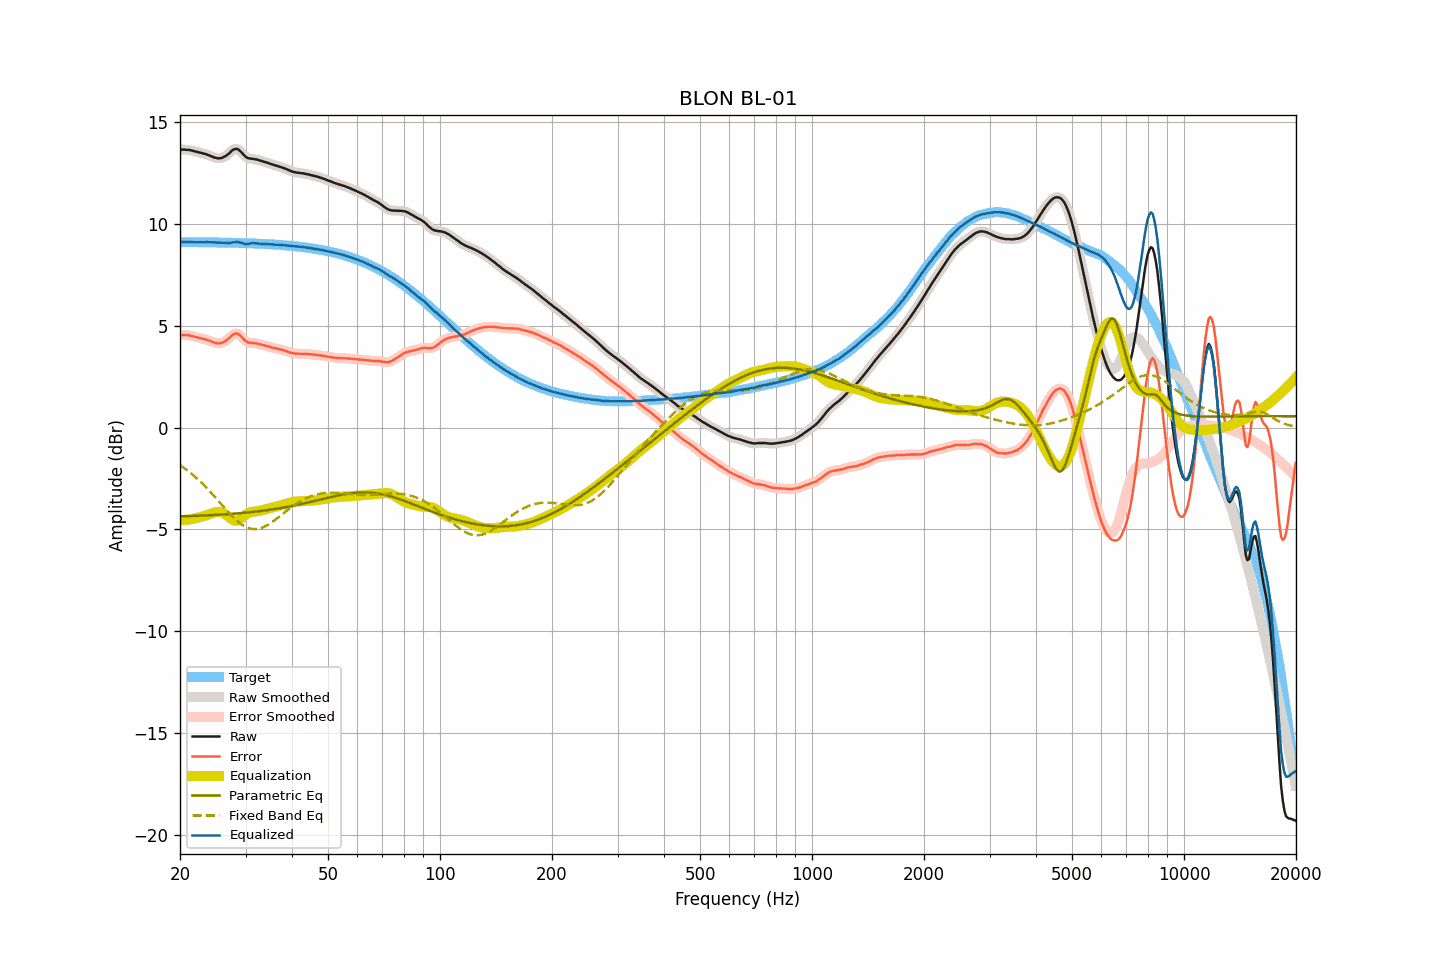 BLON BL-01
15
10
5
0
−5
−10
−15
−20
Amplitude (dBr)
Target
Raw Smoothed
Error Smoothed
Raw
Error
Equalization
Parametric Eq
Fixed Band Eq
Equalized
20 50 100 200 500 1000 2000 5000 10000 20000
Frequency (Hz)